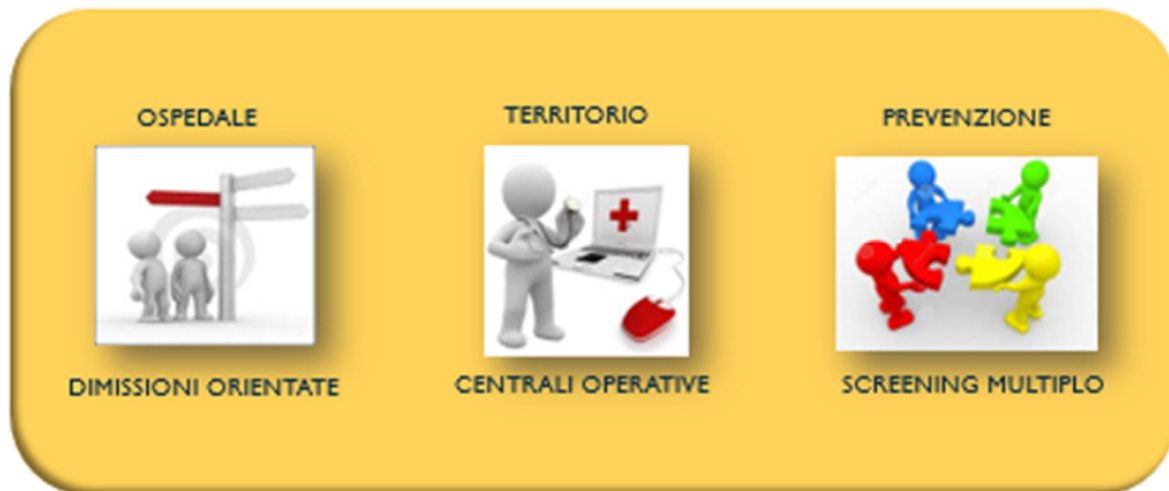 OSPEDALE
TERRITORIO
PREVENZIONE
DIMISSIONI ORIENTATE
CENTRALI OPERATIVE
SCREENING MULTIPLO